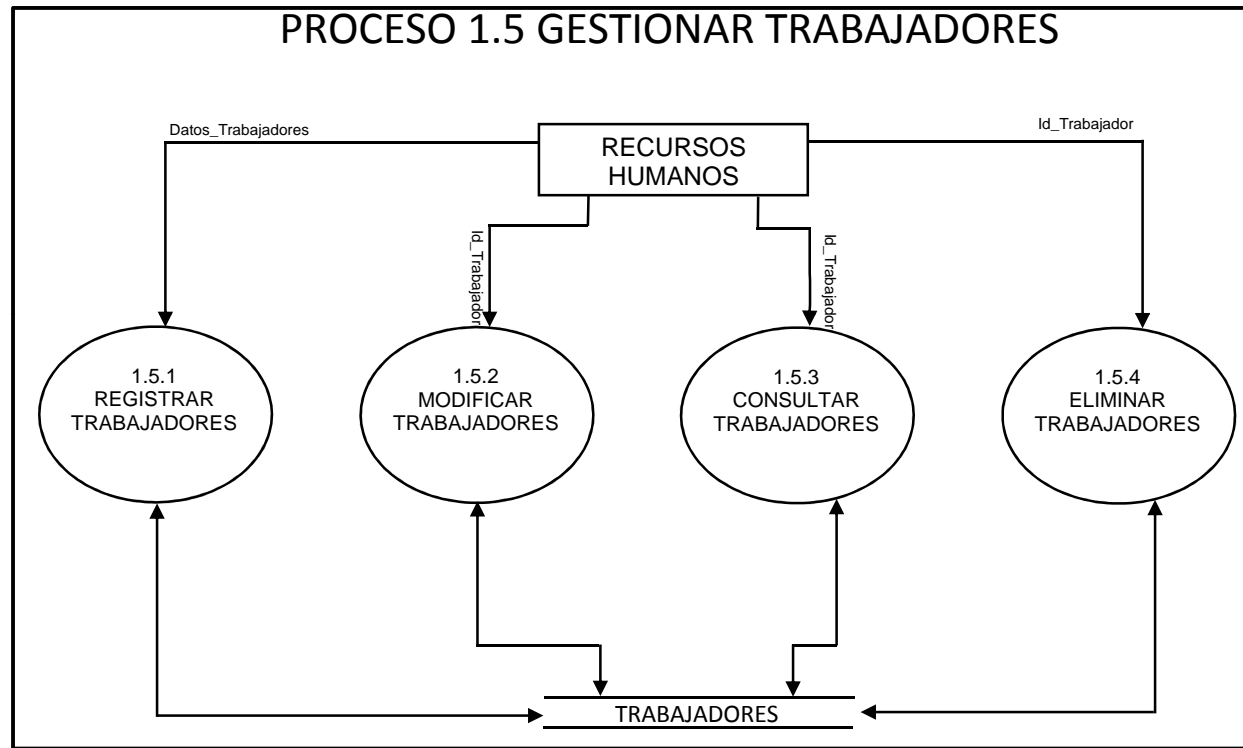 PROCESO 1.5 GESTIONAR TRABAJADORES
Datos_Trabajadores
Id_Trabajador
RECURSOS
HUMANOS
Id_Trabajador
Id_Trabajador
1.5.1
REGISTRAR
TRABAJADORES
1.5.2
MODIFICAR
TRABAJADORES
1.5.3
CONSULTAR
TRABAJADORES
1.5.4
ELIMINAR
TRABAJADORES
TRABAJADORES